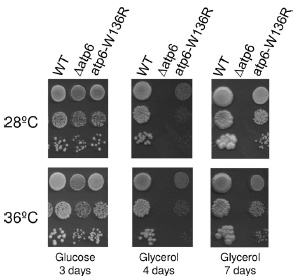 WT Δatp6 atp6-W136R WT Δatp6 atp6-W136R WT Δatp6 atp6-W136R
28ºC
36ºC
Glucose Glycerol Glycerol
3 days 4 days 7 days